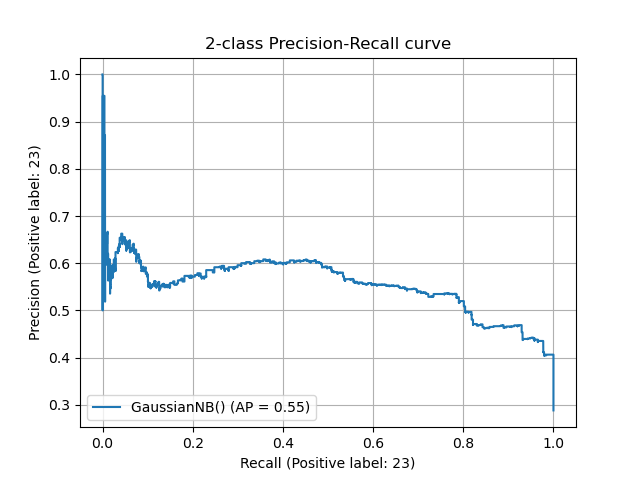 2-class Precision-Recall curve
1.0
0.9
0.8
0.7
0.6
0.5
0.4
0.3
Precision (Positive label: 23)
GaussianNB() (AP = 0.55)
0.0 0.2 0.4 0.6 0.8 1.0
Recall (Positive label: 23)